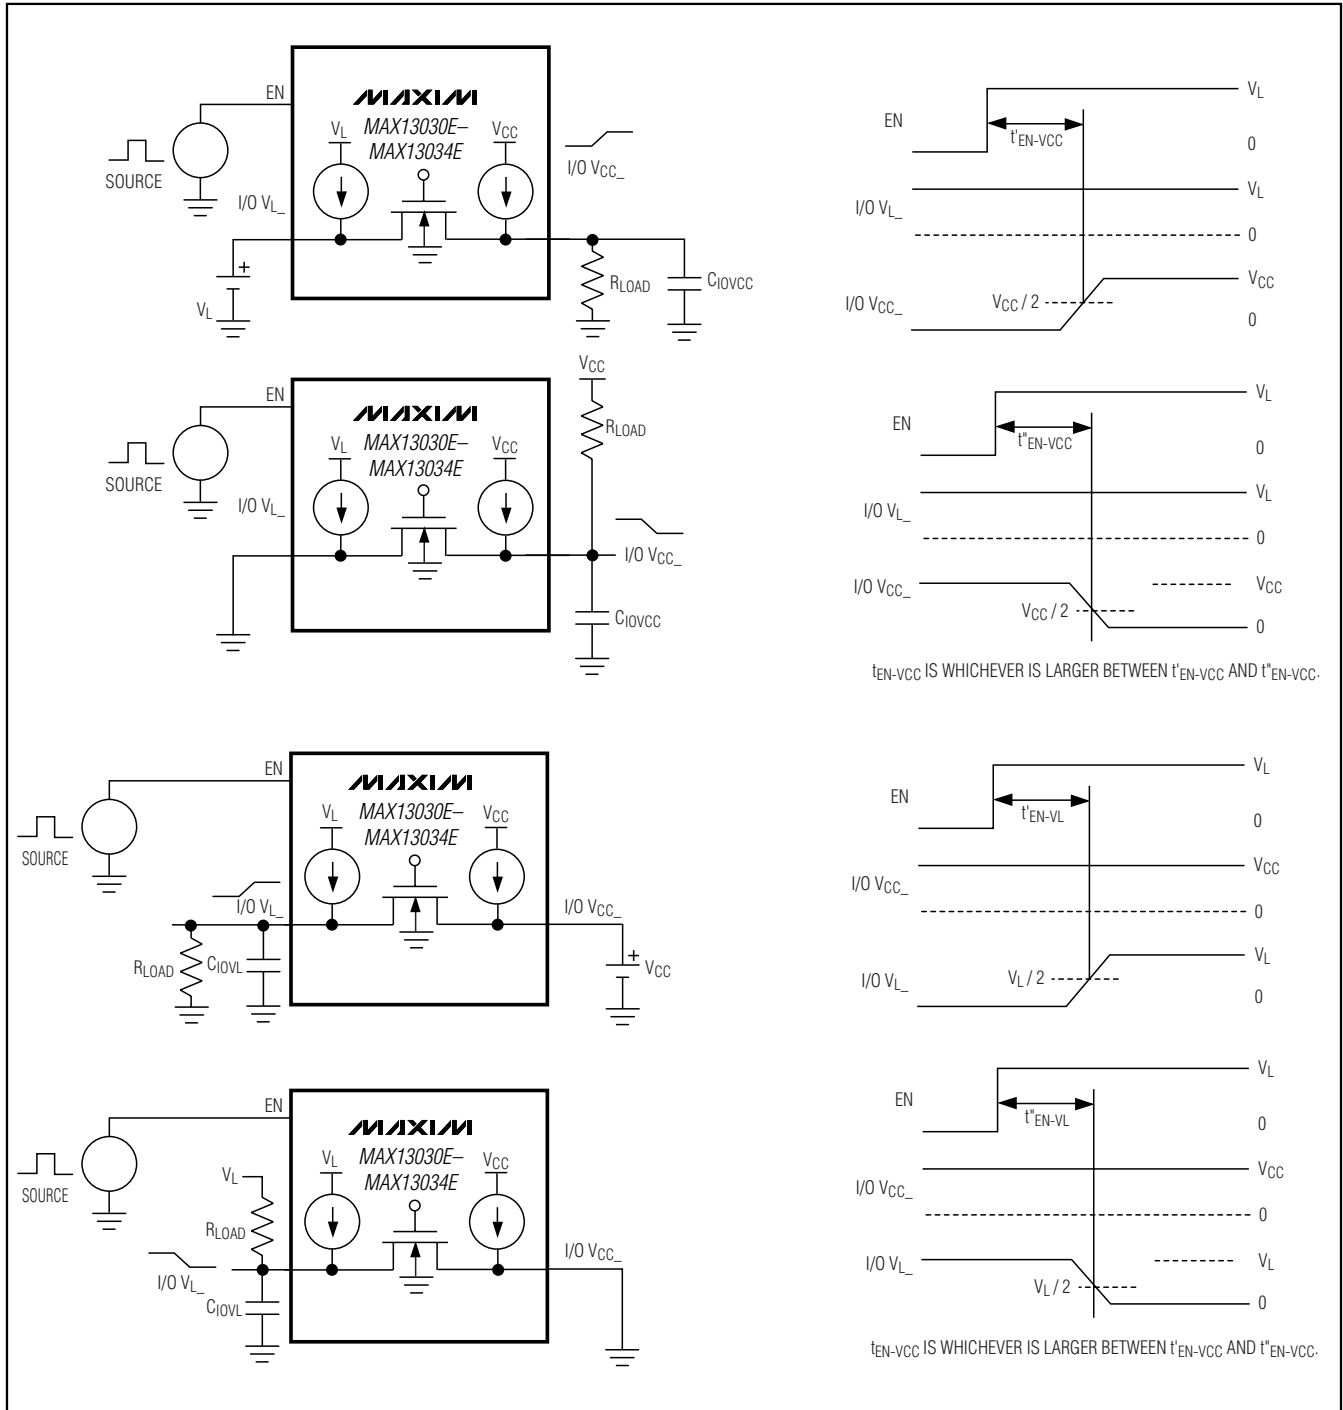 EN
MAXIM
MAX13030E–
MAX13034E
VL
VCC
SOURCE
I/O VL_
I/O VCC_
VL
RLOAD
CIOVCC
EN
VL
t'EN-VCC
0
I/O VL_
VL
0
I/O VCC_
VCC / 2
VCC
0
EN
MAXIM
MAX13030E–
MAX13034E
VL
VCC
SOURCE
I/O VL_
VCC
RLOAD
I/O VCC_
CIOVCC
EN
VL
t"EN-VCC
0
I/O VL_
VL
0
I/O VCC_
VCC
VCC / 2
0
tEN-VCC IS WHICHEVER IS LARGER BETWEEN t'EN-VCC AND t"EN-VCC.
EN
MAXIM
MAX13030E–
MAX13034E
VL
VCC
SOURCE
I/O VL_
I/O VCC_
RLOAD
CIOVL
VCC
EN
VL
t'EN-VL
0
I/O VCC_
VCC
0
I/O VL_
VL / 2
VL
0
EN
MAXIM
MAX13030E–
MAX13034E
VL
VCC
SOURCE
VL
RLOAD
I/O VL_
CIOVL
I/O VCC_
EN
VL
t"EN-VL
0
I/O VCC_
VCC
0
I/O VL_
VL
VL / 2
0
tEN-VCC IS WHICHEVER IS LARGER BETWEEN t'EN-VCC AND t"EN-VCC.